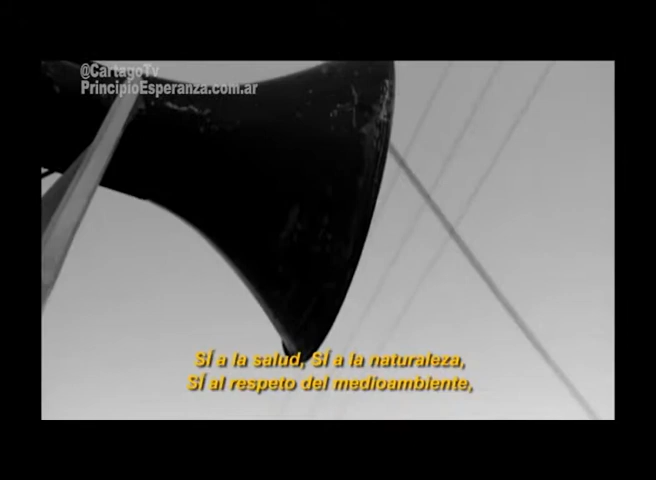 @CartagoTv
PrincipioEsperanza.com.ar
SÍ a la salud, SÍ a la naturaleza,
SÍ al respeto del medioambiente,